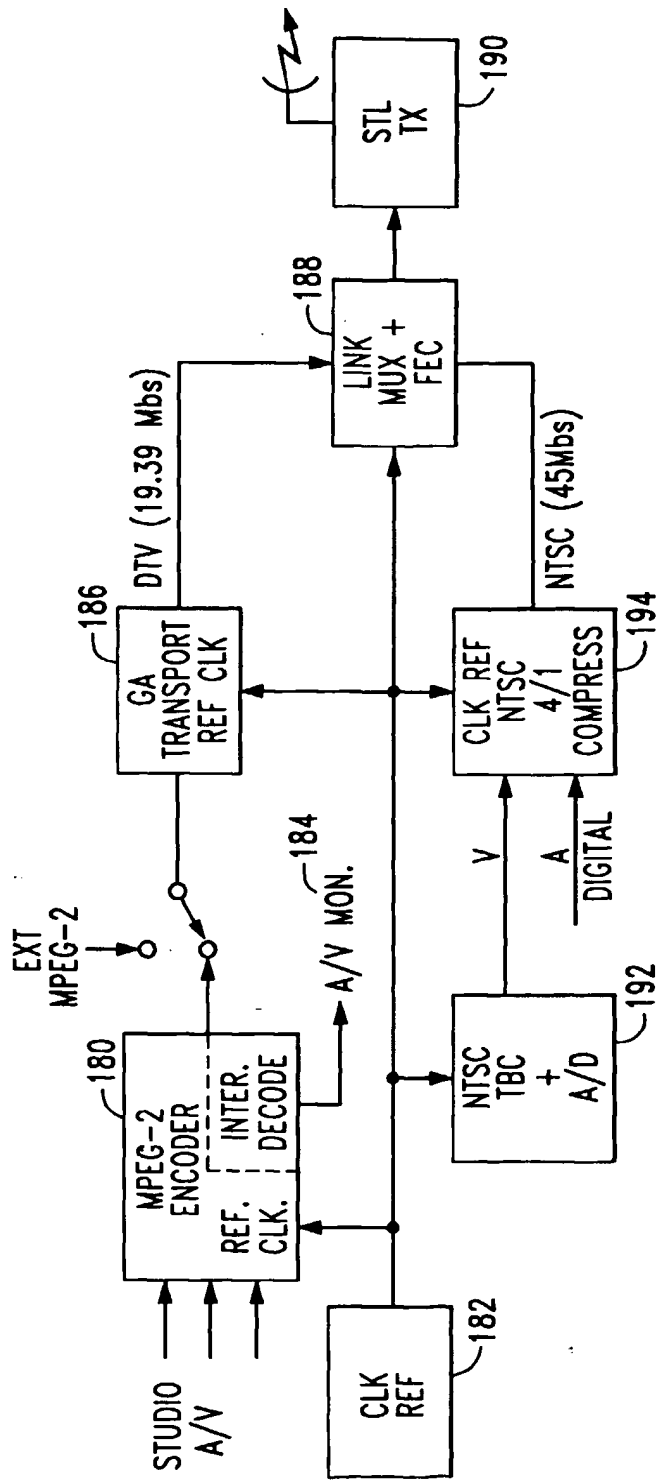 STUDIO
A/V
180
MPEG-2
ENCODER
REF.
CLK.
INTER.
DECODE
EXT
MPEG-2
184
A/V MON.
186
GA
TRANSPORT
REF CLK
DTV (19.39 Mbs)
188
LINK
MUX +
FEC
STL
TX
190
CLK
REF
182
NTSC
TBC
+
A/D
192
V
A
DIGITAL
CLK REF
NTSC
4/1
COMPRESS
194
NTSC (45Mbs)